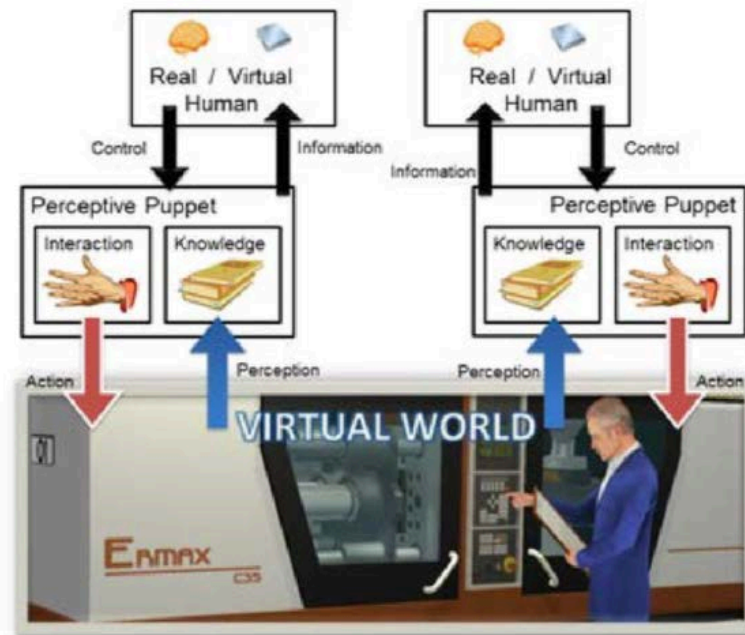 Real / Virtual
Human
Real / Virtual
Human
Control
Information
Information
Control
Perceptive Puppet
Interaction
Knowledge
Perceptive Puppet
Knowledge
Interaction
Action
Perception
Perception
Action
VIRTUAL WORLD
ERMAX
C35